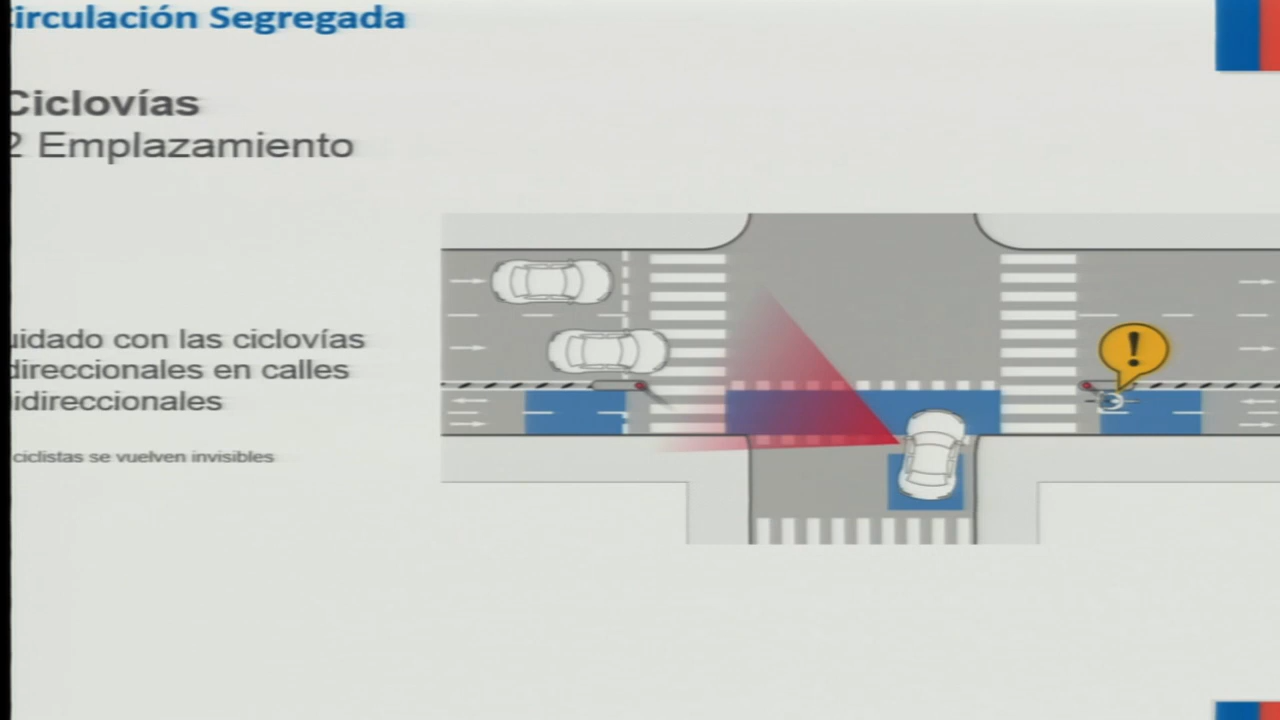 irculación Segregada
Ciclovías
2 Emplazamiento
uidado con las ciclovías
direccionales en calles
idireccionales
ciclistas se vuelven invisibles
!